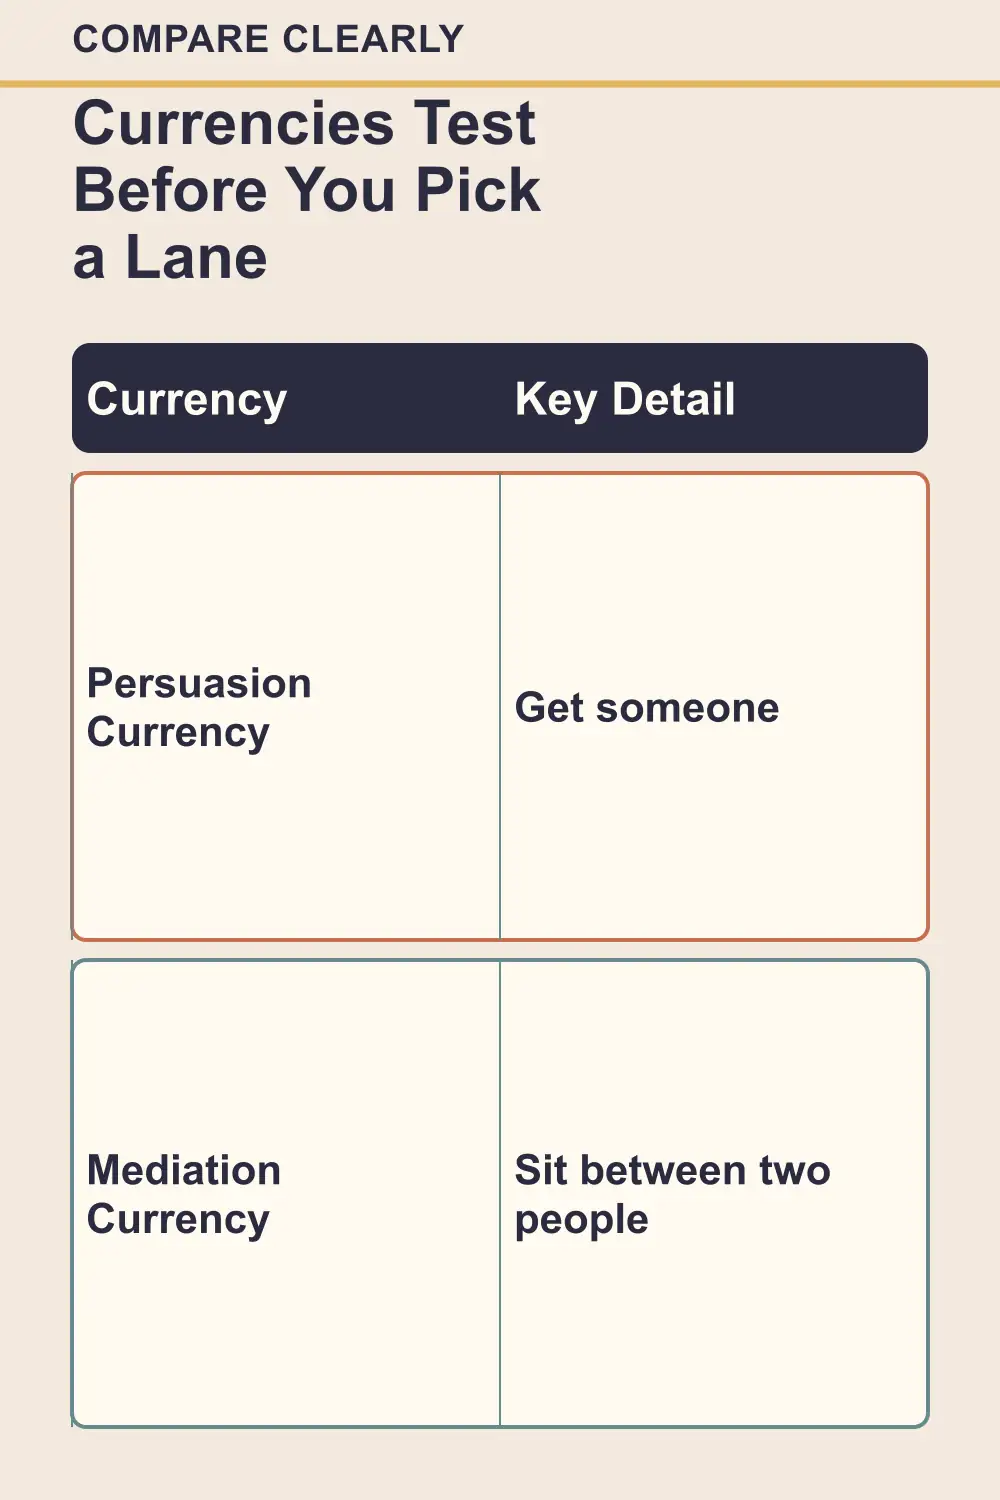 COMPARE CLEARLY
Currencies Test
Before You Pick
a Lane
Currency
Key Detail
Persuasion
Currency
Get someone
Mediation
Currency
Sit between two
people